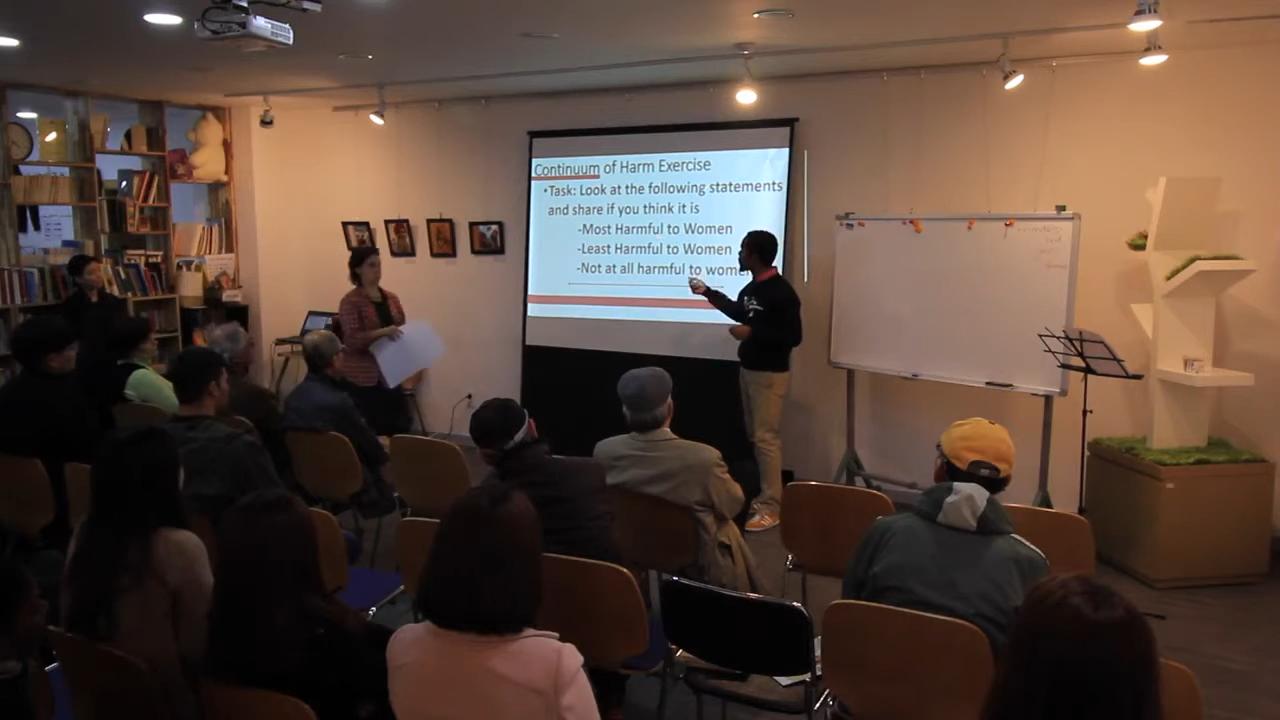 Continuum of Harm Exercise
•Task: Look at the following statements
and share if you think it is
-Most Harmful to Women
-Least Harmful to Women
-Not at all harmful to women